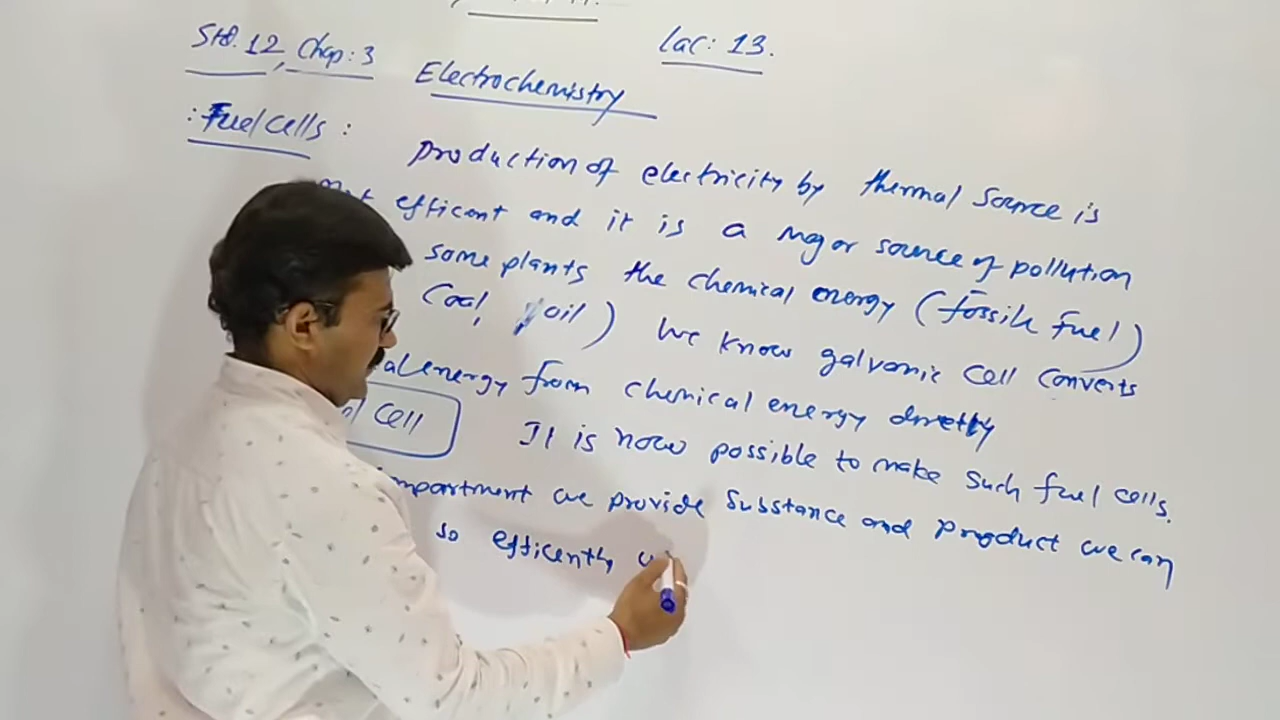 Std. 12, Chap: 3
Lac: 13.
Electrochemistry
: Fuel cells :
production of electricity by thermal source is
efficent and it is a major source of pollution
some plants the chemical energy (fossile fuel)
Coal, oil) We know galvanic cell converts
al energy from chemical energy directly
cell It is now possible to make such fuel cells.
mpartment we provide substance and product we can
so efficently